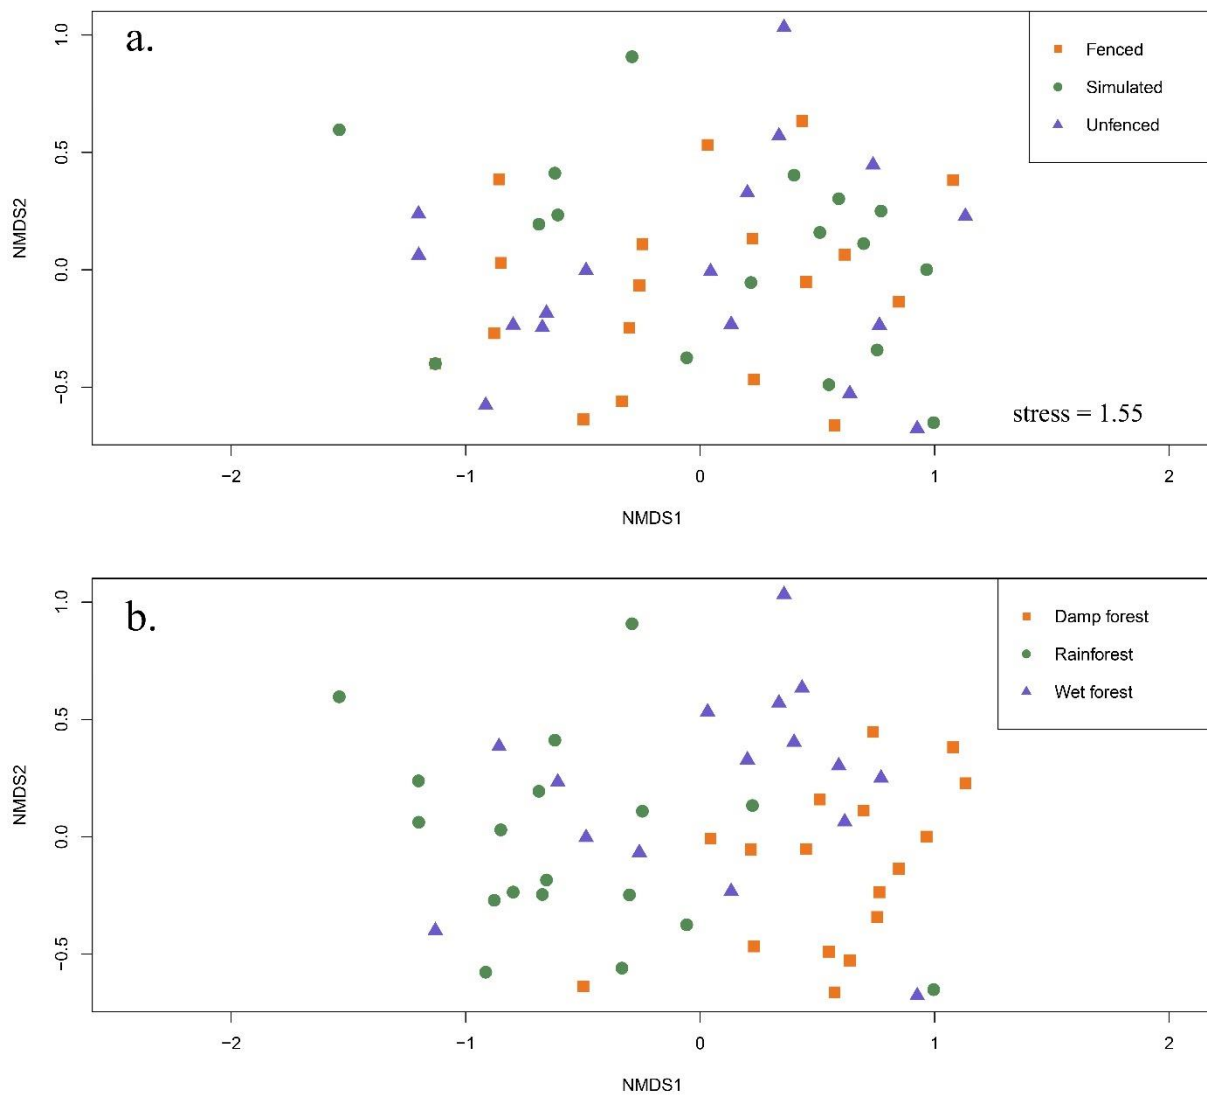 a.
Fenced
Simulated
Unfenced
1.0
0.5
0.0
−0.5
NMDS2
stress = 1.55
−2
−1
0
1
2
NMDS1
b.
Damp forest
Rainforest
Wet forest
1.0
0.5
0.0
−0.5
NMDS2
−2
−1
0
1
2
NMDS1